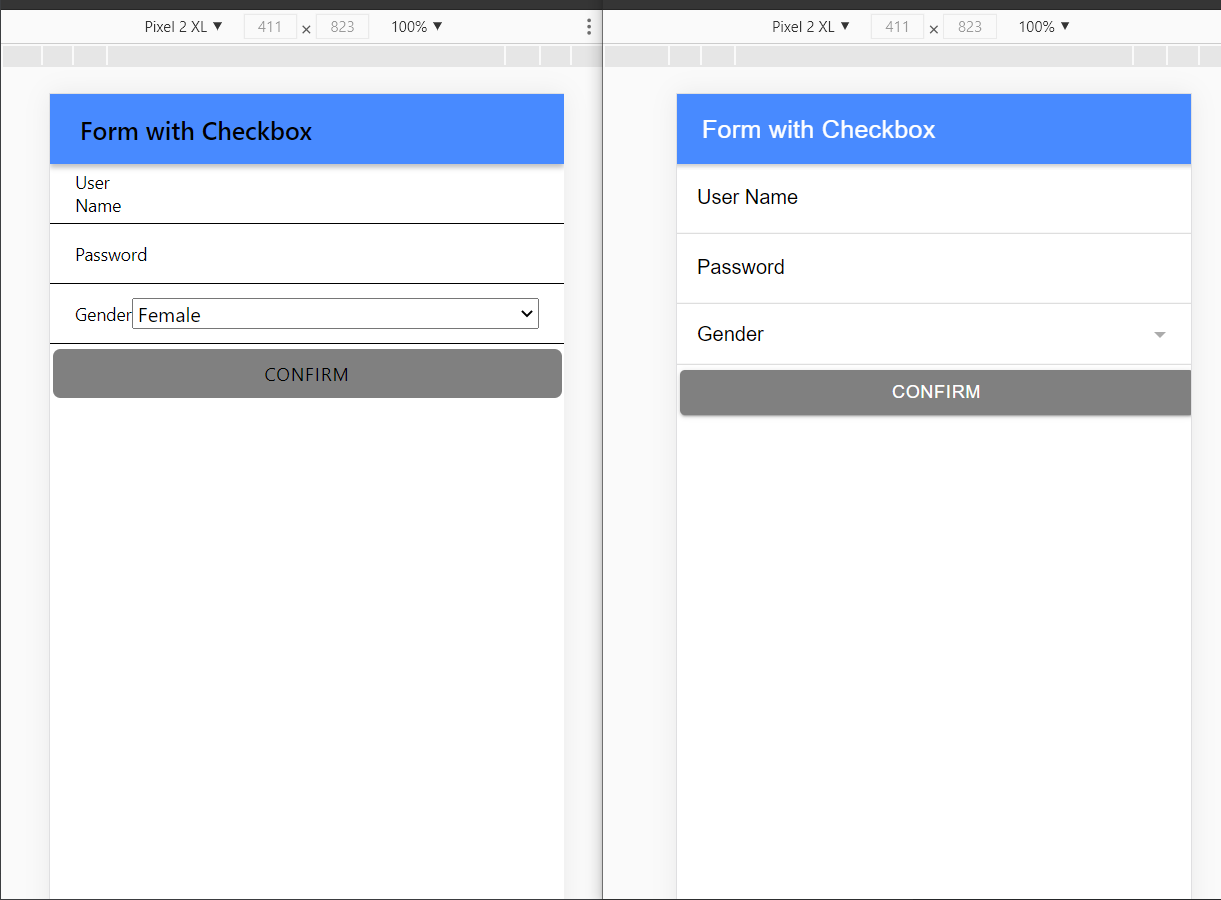 Pixel 2 XL ▼ 411 × 823 100% ▼
Form with Checkbox
User
Name
Password
Gender Female
CONFIRM
Pixel 2 XL ▼ 411 × 823 100% ▼
Form with Checkbox
User Name
Password
Gender
CONFIRM